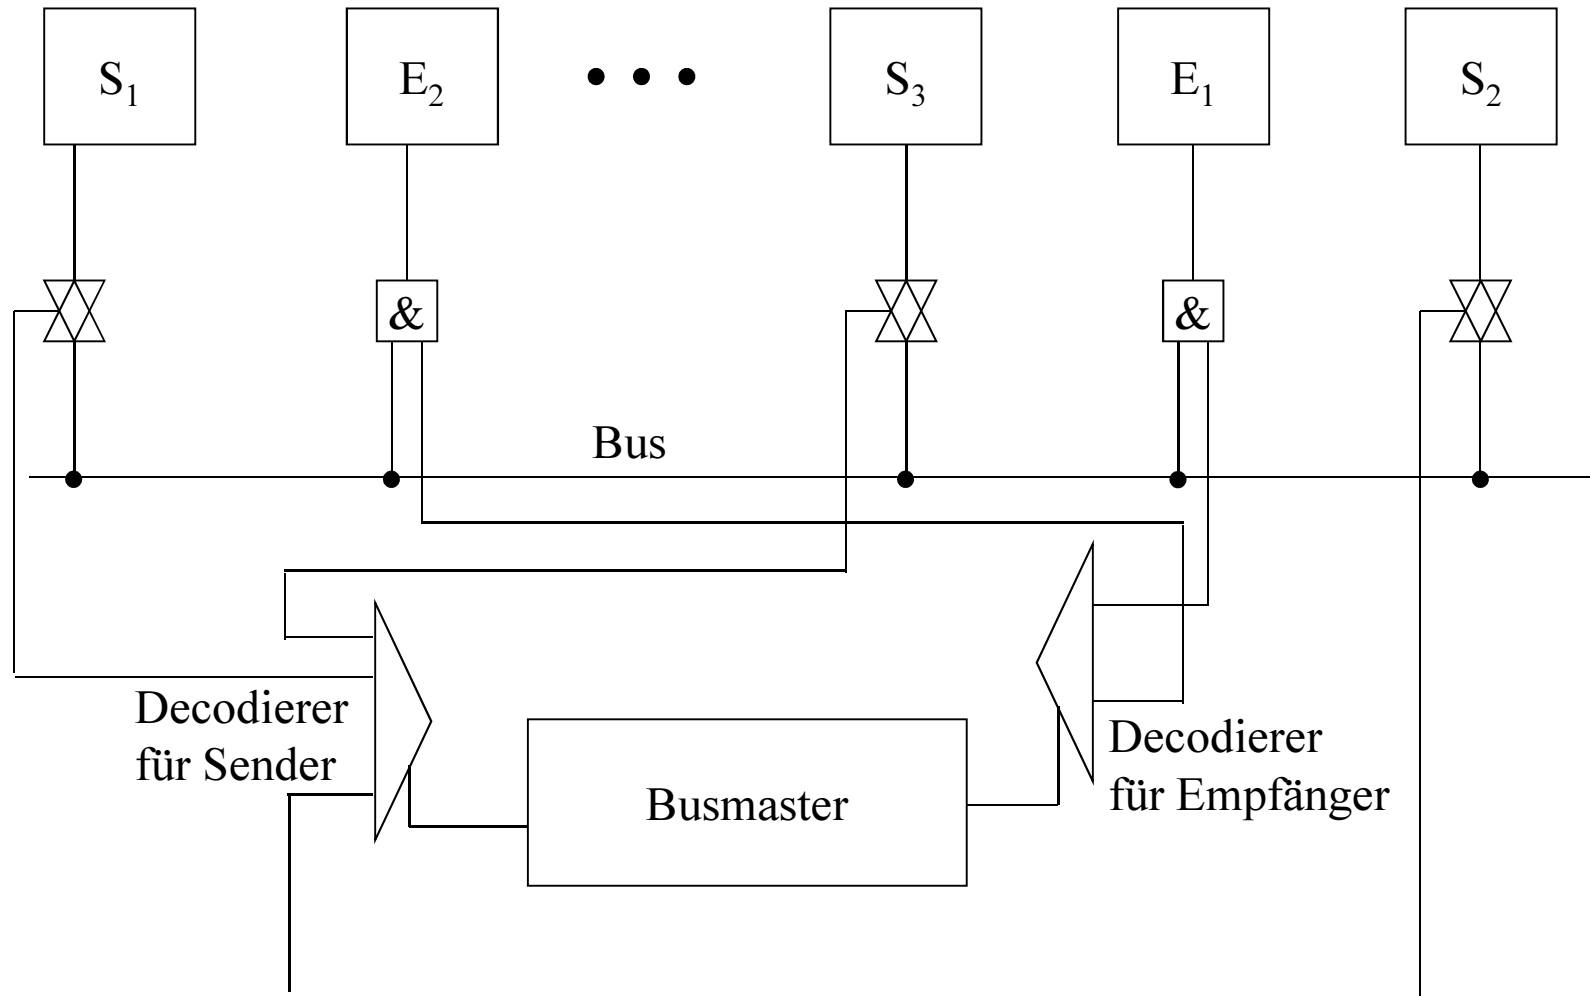 S₁
E₂
• • •
S₃
E₁
S₂
&
&
Bus
Decodierer
für Sender
Busmaster
Decodierer
für Empfänger